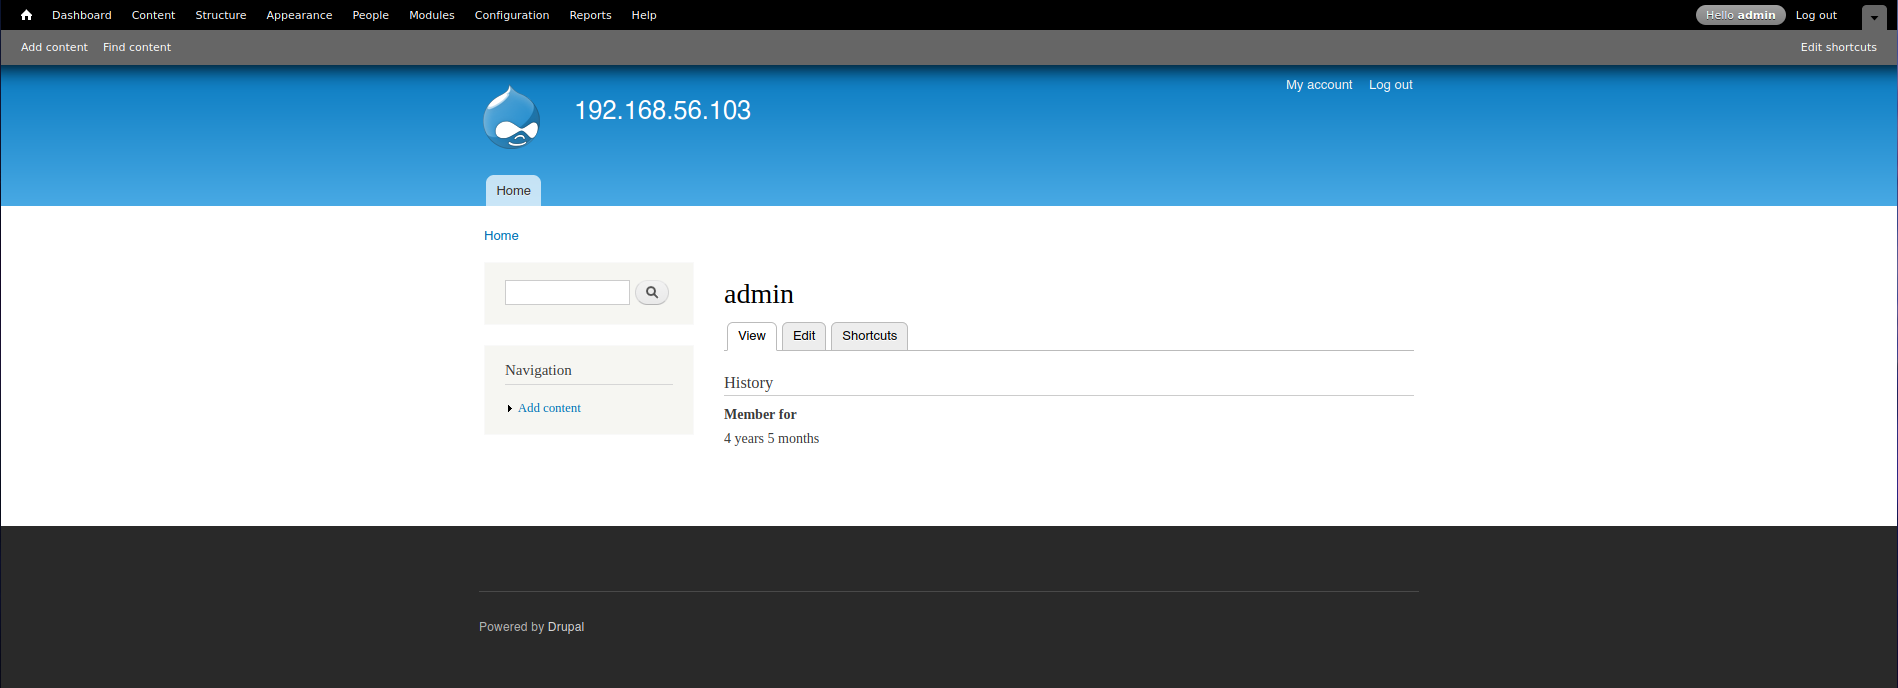 Dashboard Content Structure Appearance People Modules Configuration Reports Help Hello admin Log out
Add content Find content Edit shortcuts
My account Log out
192.168.56.103
Home
Home
admin
View Edit Shortcuts
Navigation
Add content
History
Member for
4 years 5 months
Powered by Drupal